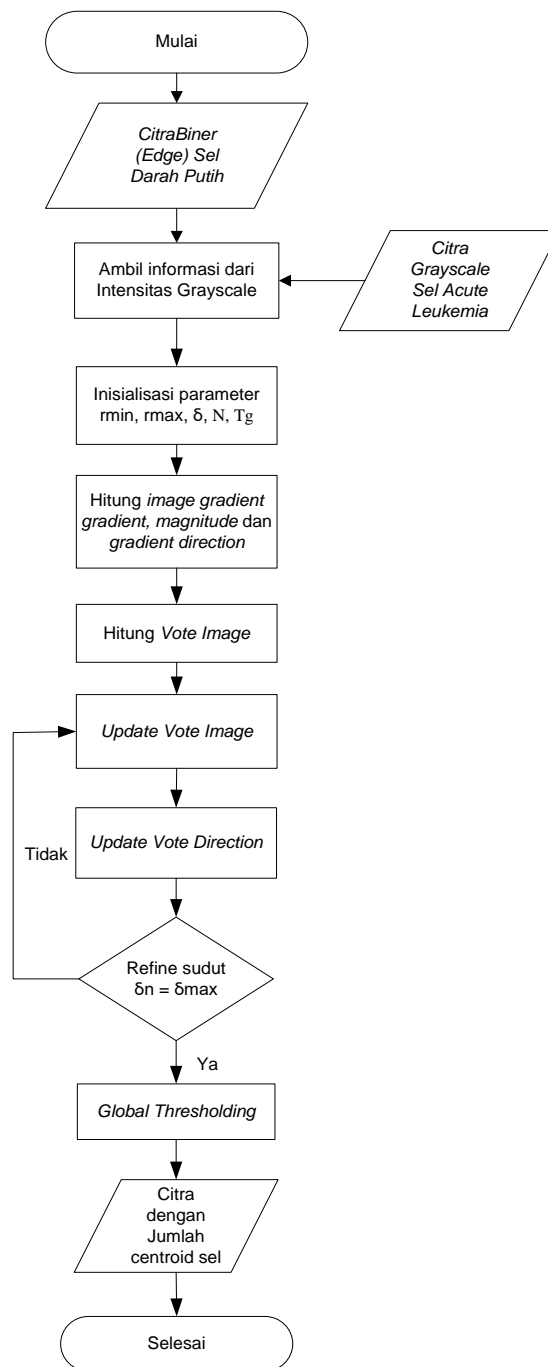 Mulai
CitraBiner
(Edge) Sel
Darah Putih
Ambil informasi dari
Intensitas Grayscale
Citra
Grayscale
Sel Acute
Leukemia
Inisialisasi parameter
rmin, rmax, δ, N, Tg
Hitung image gradient
gradient, magnitude dan
gradient direction
Hitung Vote Image
Update Vote Image
Update Vote Direction
Tidak
Refine sudut
δn = δmax
Ya
Global Thresholding
Citra
dengan
Jumlah
centroid sel
Selesai